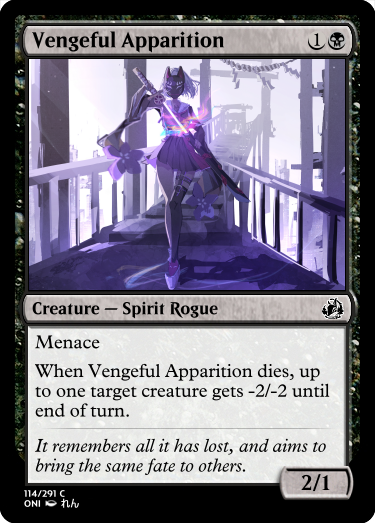 Vengeful Apparition 1
Creature — Spirit Rogue
Menace
When Vengeful Apparition dies, up
to one target creature gets -2/-2 until
end of turn.
It remembers all it has lost, and aims to
bring the same fate to others.
2/1
114/291 C
ONI れん